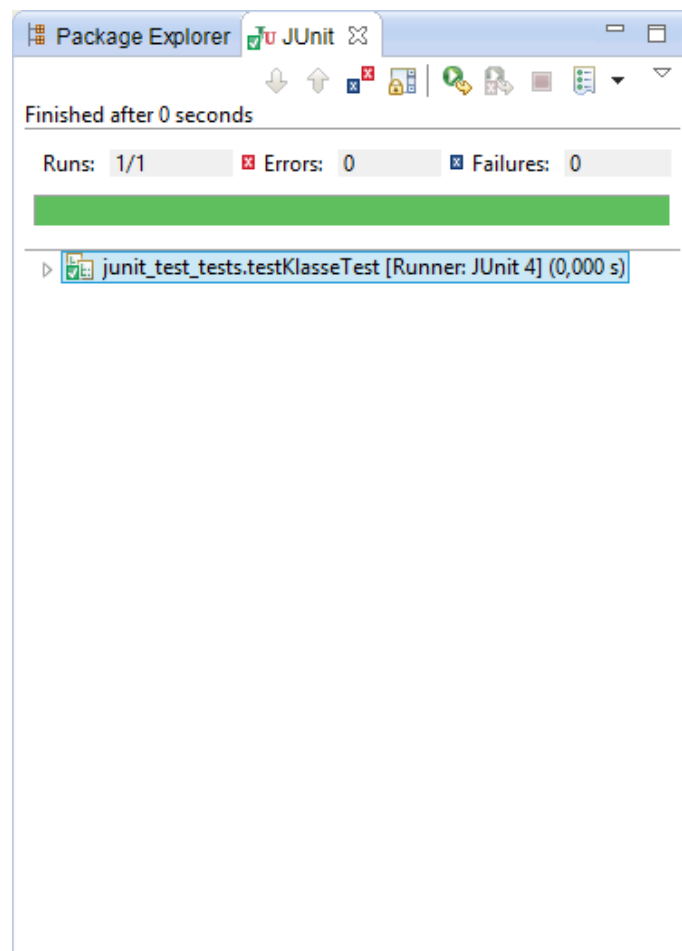 Package Explorer JUnit
Finished after 0 seconds
Runs: 1/1 Errors: 0 Failures: 0
junit_test_tests.testKlasseTest [Runner: JUnit 4] (0,000 s)